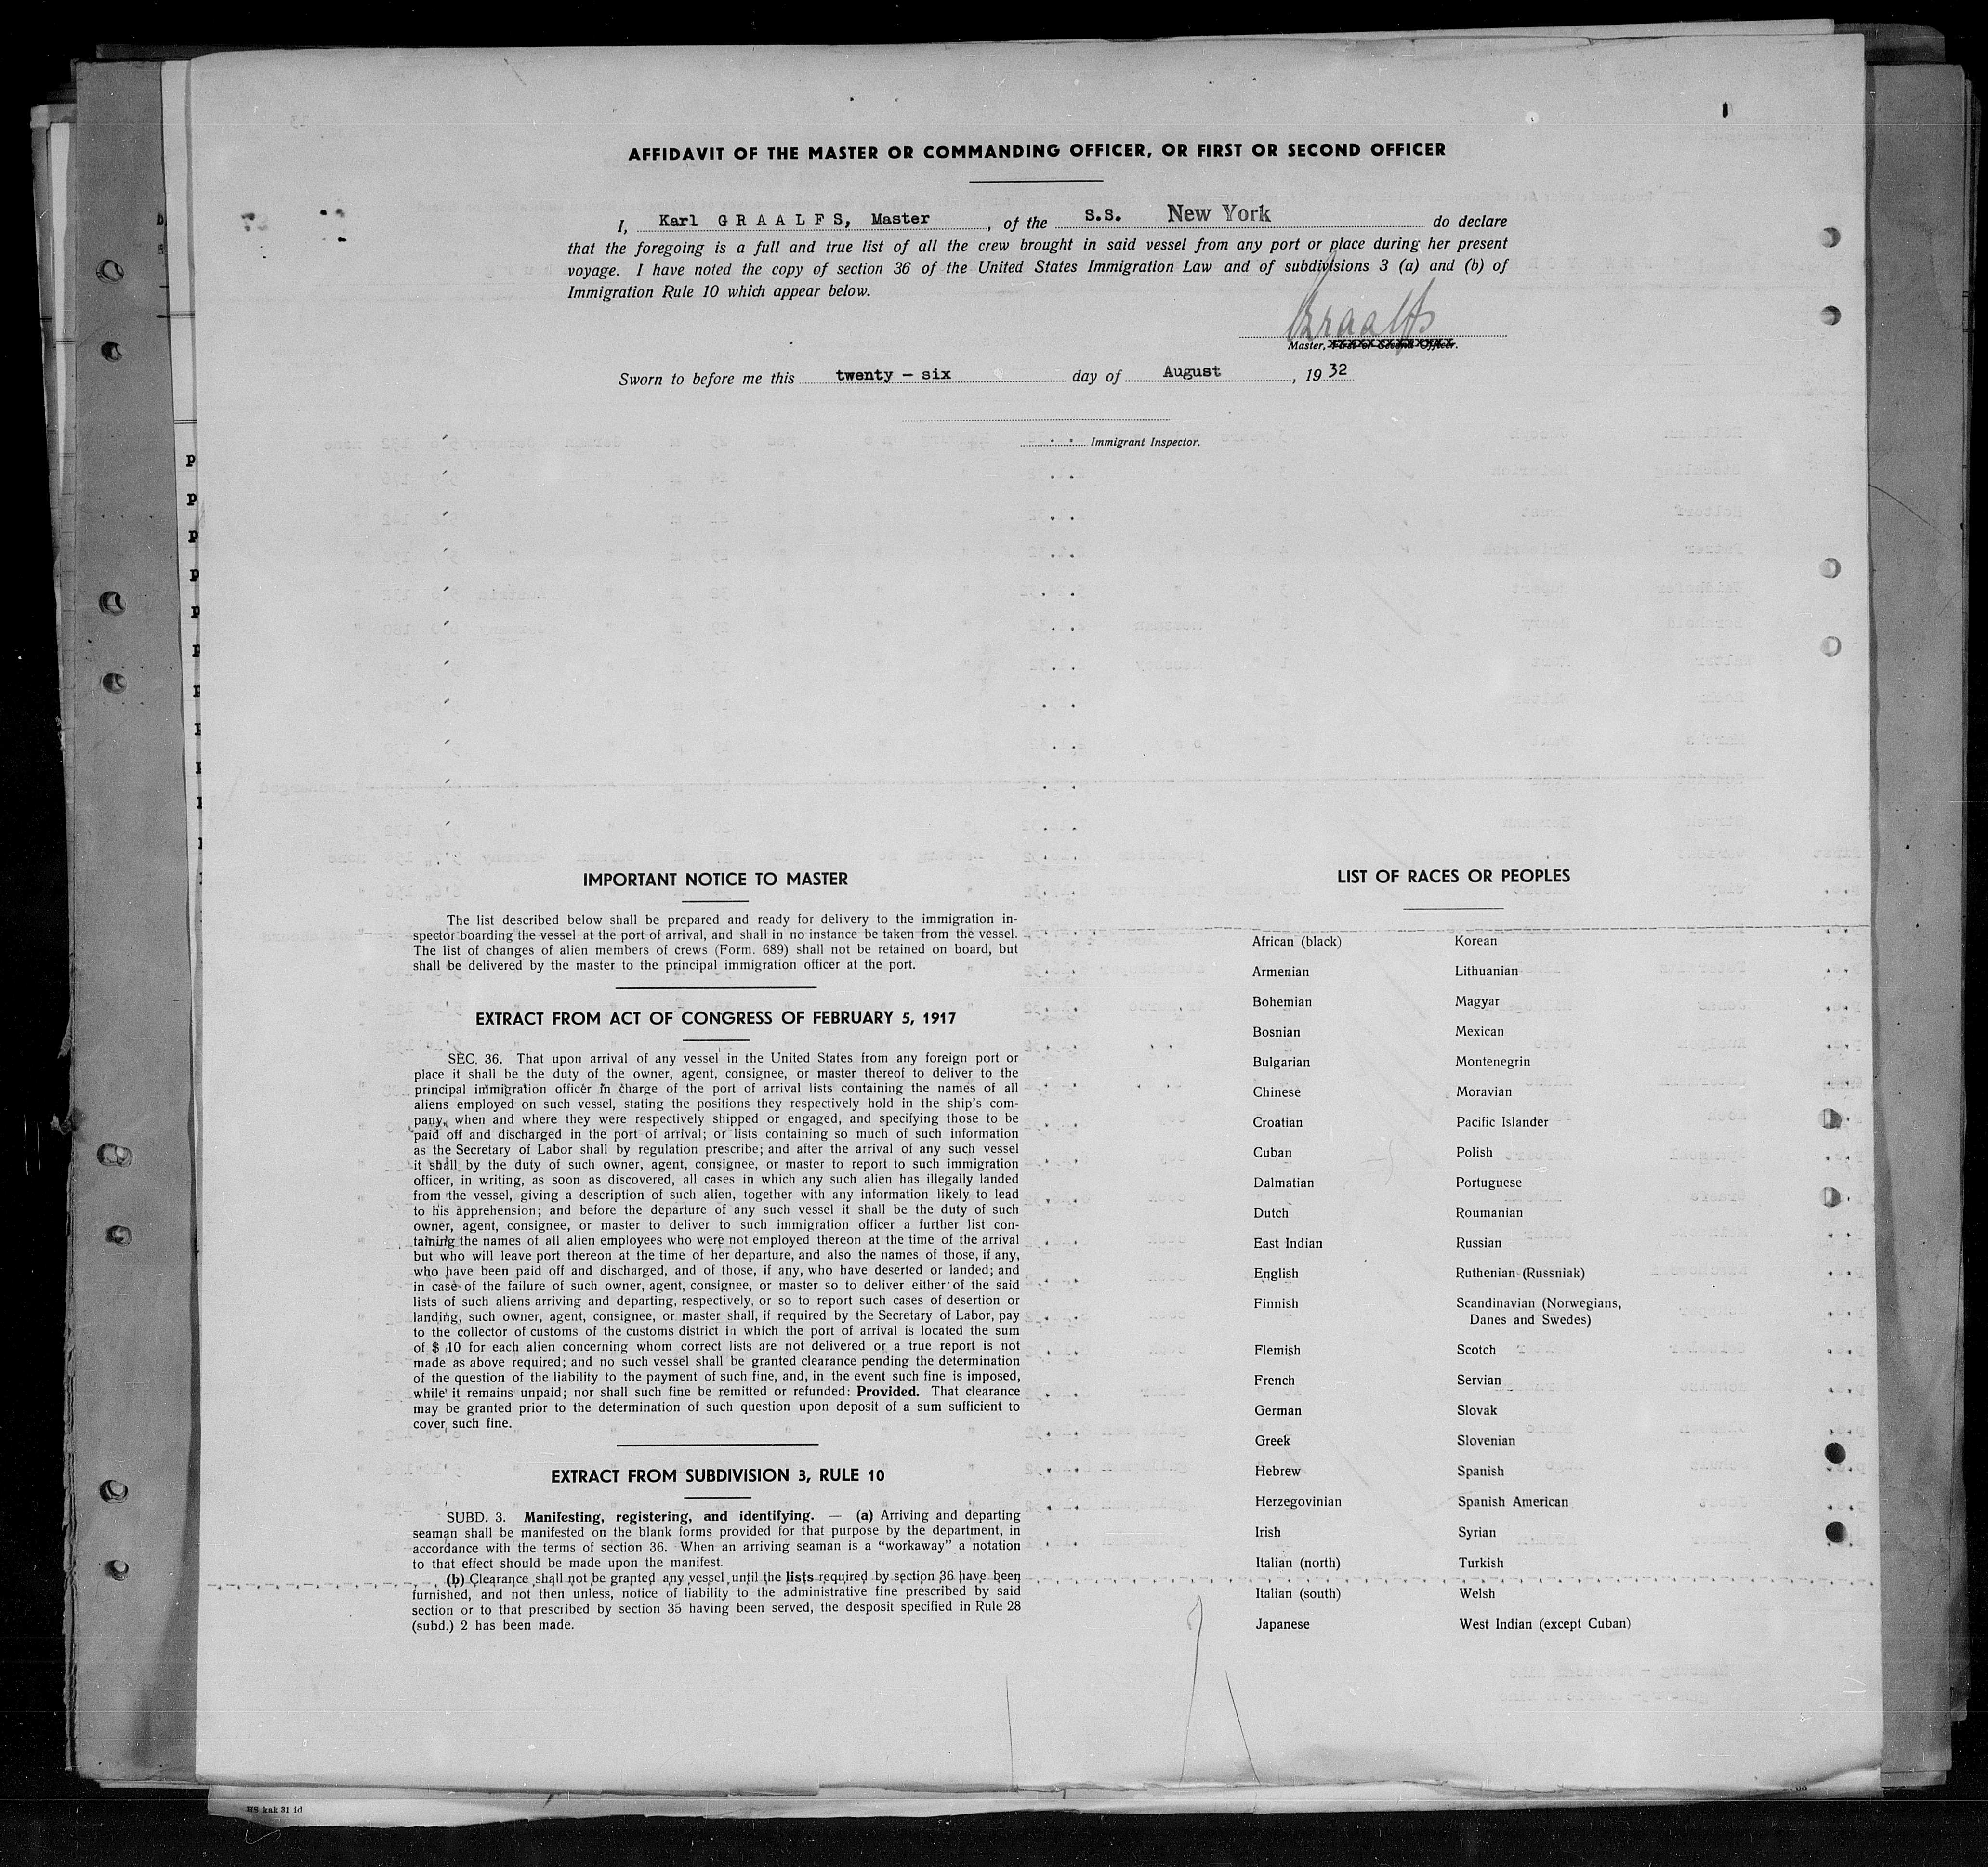 AFFIDAVIT OF THE MASTER OR COMMANDING OFFICER, OR FIRST OR SECOND OFFICER
I, Karl GRAALFS, Master, of the S.S. New York do declare
that the foregoing is a full and true list of all the crew brought in said vessel from any port or place during her present
voyage. I have noted the copy of section 36 of the United States Immigration Law and of subdivisions 3 (a) and (b) of
Immigration Rule 10 which appear below.
Graalfs
Master, First or Second Officer.
Sworn to before me this twenty - six day of August, 1932
Immigrant Inspector.
IMPORTANT NOTICE TO MASTER
The list described below shall be prepared and ready for delivery to the immigration in-
spector boarding the vessel at the port of arrival, and shall in no instance be taken from the vessel.
The list of changes of alien members of crews (Form. 689) shall not be retained on board, but
shall be delivered by the master to the principal immigration officer at the port.
EXTRACT FROM ACT OF CONGRESS OF FEBRUARY 5, 1917
SEC. 36. That upon arrival of any vessel in the United States from any foreign port or
place it shall be the duty of the owner, agent, consignee, or master thereof to deliver to the
principal immigration officer in charge of the port of arrival lists containing the names of all
aliens employed on such vessel, stating the positions they respectively hold in the ship's com-
pany, when and where they were respectively shipped or engaged, and specifying those to be
paid off and discharged in the port of arrival; or lists containing so much of such information
as the Secretary of Labor shall by regulation prescribe; and after the arrival of any such vessel
it shall by the duty of such owner, agent, consignee, or master to report to such immigration
officer, in writing, as soon as discovered, all cases in which any such alien has illegally landed
from the vessel, giving a description of such alien, together with any information likely to lead
to his apprehension; and before the departure of any such vessel it shall be the duty of such
owner, agent, consignee, or master to deliver to such immigration officer a further list con-
taining the names of all alien employees who were not employed thereon at the time of the arrival
but who will leave port thereon at the time of her departure, and also the names of those, if any,
who have been paid off and discharged, and of those, if any, who have deserted or landed; and
in case of the failure of such owner, agent, consignee, or master so to deliver either of the said
lists of such aliens arriving and departing, respectively, or so to report such cases of desertion or
landing, such owner, agent, consignee, or master shall, if required by the Secretary of Labor, pay
to the collector of customs of the customs district in which the port of arrival is located the sum
of $ 10 for each alien concerning whom correct lists are not delivered or a true report is not
made as above required; and no such vessel shall be granted clearance pending the determination
of the question of the liability to the payment of such fine, and, in the event such fine is imposed,
while it remains unpaid; nor shall such fine be remitted or refunded: Provided. That clearance
may be granted prior to the determination of such question upon deposit of a sum sufficient to
cover such fine.
EXTRACT FROM SUBDIVISION 3, RULE 10
SUBD. 3. Manifesting, registering, and identifying. — (a) Arriving and departing
seaman shall be manifested on the blank forms provided for that purpose by the department, in
accordance with the terms of section 36. When an arriving seaman is a "workaway" a notation
to that effect should be made upon the manifest.
(b) Clearance shall not be granted any vessel until the lists required by section 36 have been
furnished, and not then unless, notice of liability to the administrative fine prescribed by said
section or to that prescribed by section 35 having been served, the desposit specified in Rule 28
(subd.) 2 has been made.
LIST OF RACES OR PEOPLES
African (black)
Armenian
Bohemian
Bosnian
Bulgarian
Chinese
Croatian
Cuban
Dalmatian
Dutch
East Indian
English
Finnish
Flemish
French
German
Greek
Hebrew
Herzegovinian
Irish
Italian (north)
Italian (south)
Japanese
Korean
Lithuanian
Magyar
Mexican
Montenegrin
Moravian
Pacific Islander
Polish
Portuguese
Roumanian
Russian
Ruthenian (Russniak)
Scandinavian (Norwegians,
Danes and Swedes)
Scotch
Servian
Slovak
Slovenian
Spanish
Spanish American
Syrian
Turkish
Welsh
West Indian (except Cuban)
HS kak 31 id